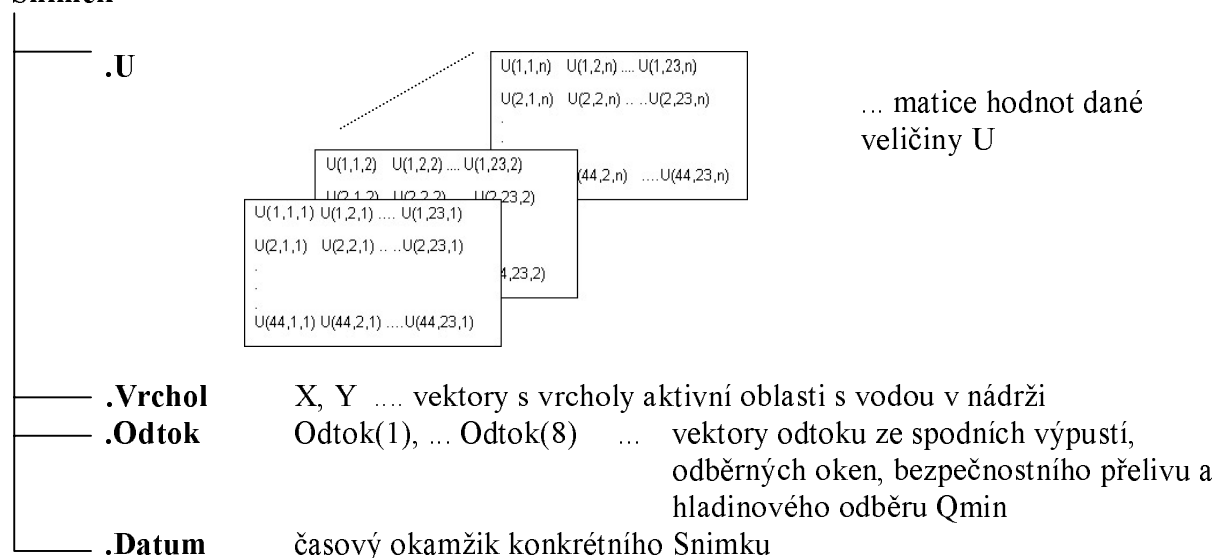 .U
U(1,1,n) U(1,2,n) .... U(1,23,n)
U(2,1,n) U(2,2,n) .. ..U(2,23,n)
.
.
(44,2,n) ....U(44,23,n)
... matice hodnot dané
veličiny U
U(1,1,2) U(1,2,2) .... U(1,23,2)
U(2,1,2) U(2,2,2) .. ..U(2,23,2)
4,23,2)
U(1,1,1) U(1,2,1) .... U(1,23,1)
U(2,1,1) U(2,2,1) .. ..U(2,23,1)
.
.
.
U(44,1,1) U(44,2,1) ....U(44,23,1)
.Vrchol X, Y .... vektory s vrcholy aktivní oblasti s vodou v nádrži
.Odtok Odtok(1), ... Odtok(8) ... vektory odtoku ze spodních výpustí,
odběrných oken, bezpečnostního přelivu a
hladinového odběru Qmin
.Datum časový okamžik konkrétního Snimku